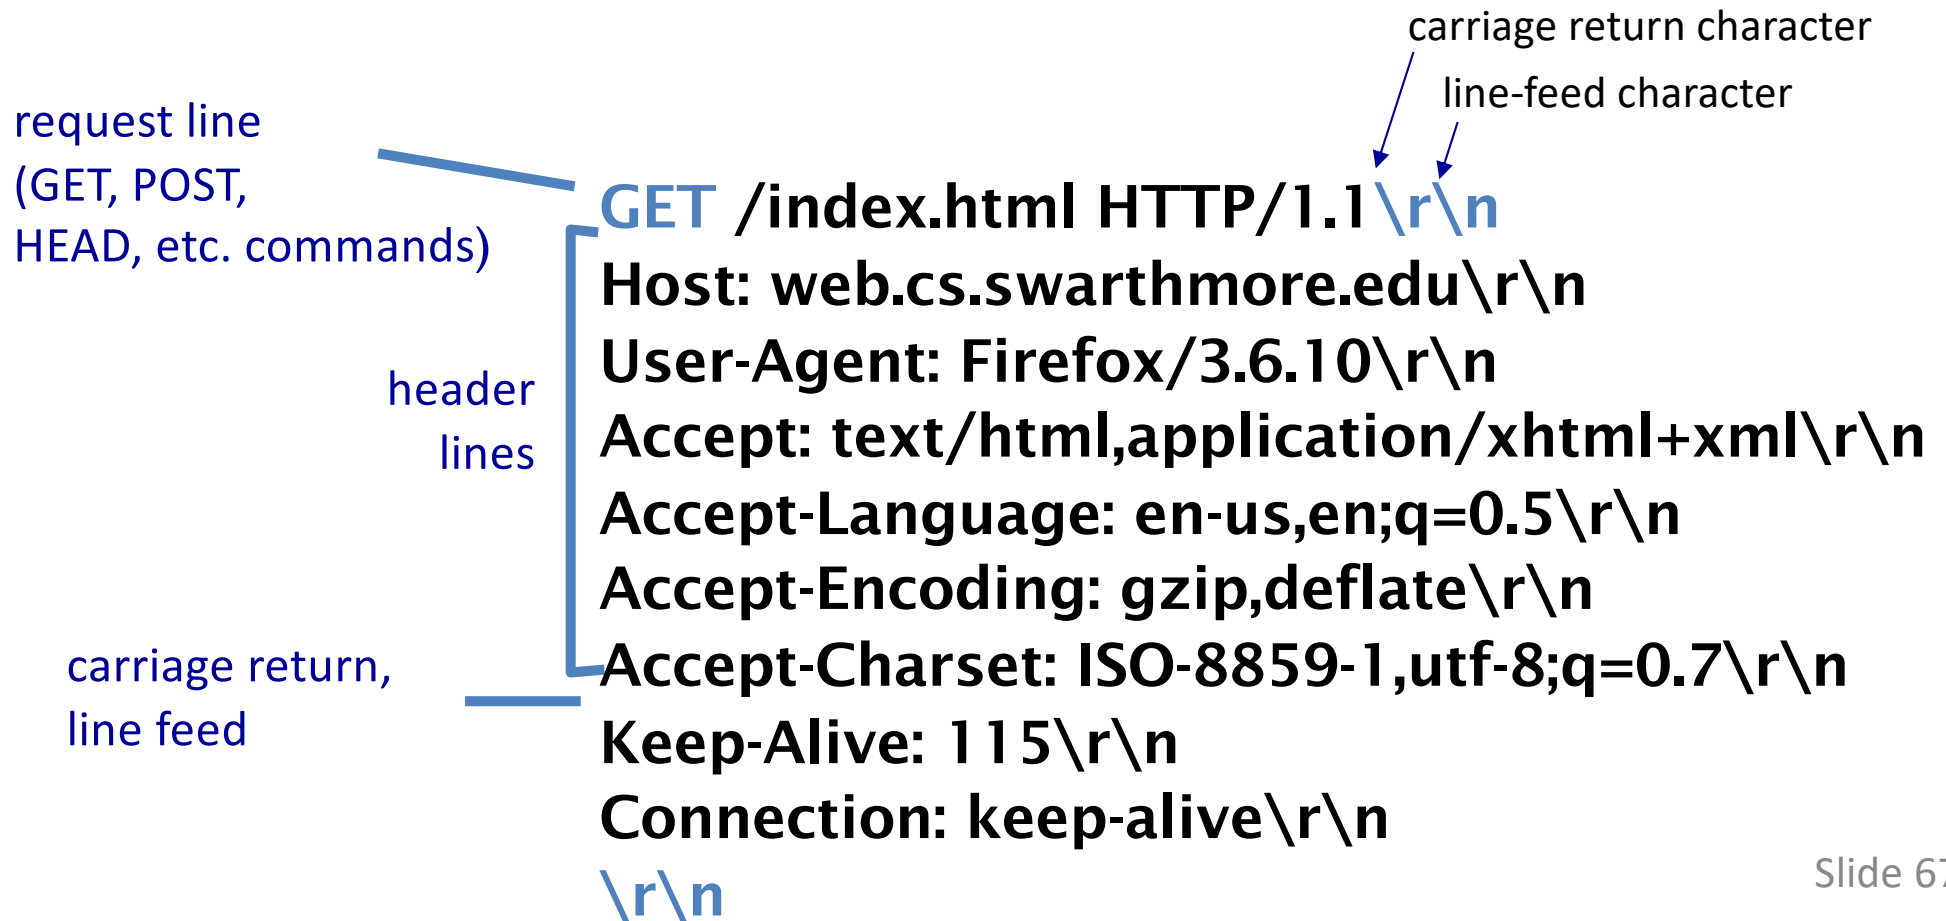 carriage return character
line-feed character
request line
(GET, POST,
HEAD, etc. commands)
GET /index.html HTTP/1.1\r\n
Host: web.cs.swarthmore.edu\r\n
User-Agent: Firefox/3.6.10\r\n
header
lines
Accept: text/html,application/xhtml+xml\r\n
Accept-Language: en-us,en;q=0.5\r\n
Accept-Encoding: gzip,deflate\r\n
carriage return,
line feed
Accept-Charset: ISO-8859-1,utf-8;q=0.7\r\n
Keep-Alive: 115\r\n
Connection: keep-alive\r\n
\r\n
Slide 67